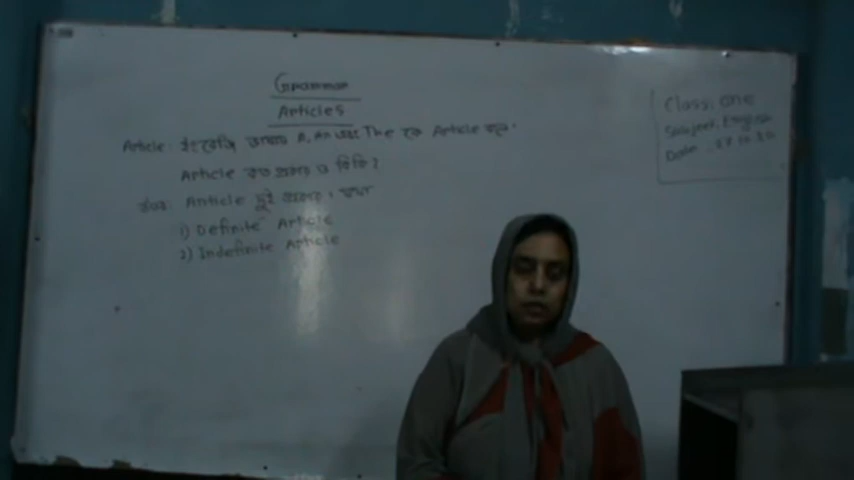 Grammar
Articles
Article: ইংরেজি ভাষায় A, An এবং The কে Article বলে।
Article কত প্রকার ও কি কি?
উত্তর: Article দুই প্রকার। যথা
1) Definite Article
2) Indefinite Article
Class: One
Subject: English
Date: